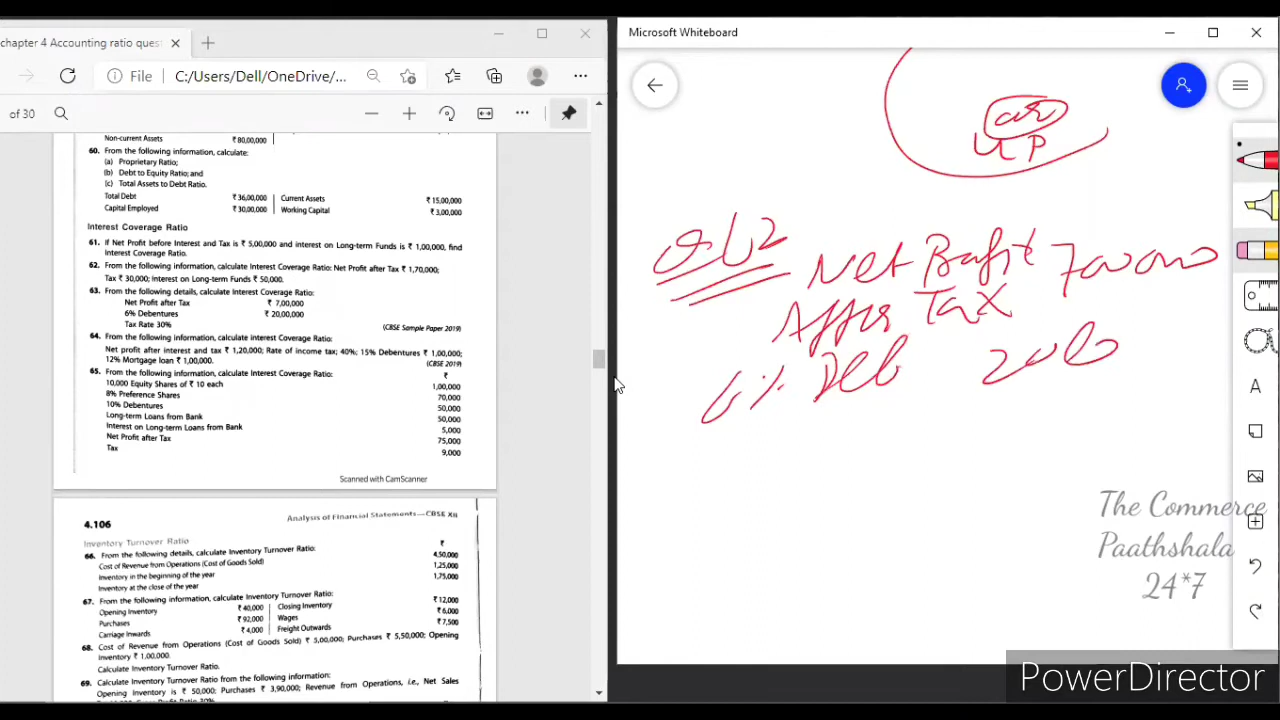 chapter 4 Accounting ratio ques
File
C:/Users/Dell/OneDrive/...
of 30
Non-current Assets ₹ 80,00,000
60. From the following information, calculate:
(a) Proprietary Ratio;
(b) Debt to Equity Ratio; and
(c) Total Assets to Debt Ratio.
Total Debt ₹ 36,00,000 Current Assets ₹ 15,00,000
Capital Employed ₹ 30,00,000 Working Capital ₹ 3,00,000
Interest Coverage Ratio
61. If Net Profit before Interest and Tax is ₹ 5,00,000 and interest on Long-term Funds is ₹ 1,00,000, find
Interest Coverage Ratio.
62. From the following information, calculate Interest Coverage Ratio: Net Profit after Tax ₹ 1,70,000;
Tax ₹ 30,000; Interest on Long-term Funds ₹ 50,000.
63. From the following details, calculate Interest Coverage Ratio:
Net Profit after Tax ₹ 7,00,000
6% Debentures ₹ 20,00,000
Tax Rate 30% (CBSE Sample Paper 2019)
64. From the following information, calculate Interest Coverage Ratio:
Net profit after interest and tax ₹ 1,20,000; Rate of income tax; 40%; 15% Debentures ₹ 1,00,000;
12% Mortgage loan ₹ 1,00,000. (CBSE 2019)
65. From the following information, calculate Interest Coverage Ratio: ₹
10,000 Equity Shares of ₹ 10 each 1,00,000
8% Preference Shares 70,000
10% Debentures 50,000
Long-term Loans from Bank 50,000
Interest on Long-term Loans from Bank 5,000
Net Profit after Tax 75,000
Tax 9,000
Scanned with CamScanner
4.106 Analysis of Financial Statements—CBSE XII
Inventory Turnover Ratio
66. From the following details, calculate Inventory Turnover Ratio: ₹
Cost of Revenue from Operations (Cost of Goods Sold) 4,50,000
Inventory in the beginning of the year 1,25,000
Inventory at the close of the year 1,75,000
67. From the following information, calculate Inventory Turnover Ratio:
Opening Inventory ₹ 40,000 Closing Inventory ₹ 12,000
Purchases ₹ 92,000 Wages ₹ 6,000
Carriage Inwards ₹ 4,000 Freight Outwards ₹ 7,500
68. Cost of Revenue from Operations (Cost of Goods Sold) ₹ 5,00,000; Purchases ₹ 5,50,000; Opening
Inventory ₹ 1,00,000.
Calculate Inventory Turnover Ratio.
69. Calculate Inventory Turnover Ratio from the following information:
Opening Inventory is ₹ 50,000; Purchases ₹ 3,90,000; Revenue from Operations, i.e., Net Sales
Microsoft Whiteboard
Net Profit
After Tax
6% Deb
A
The Commerce
Paathshala
24*7
PowerDirector